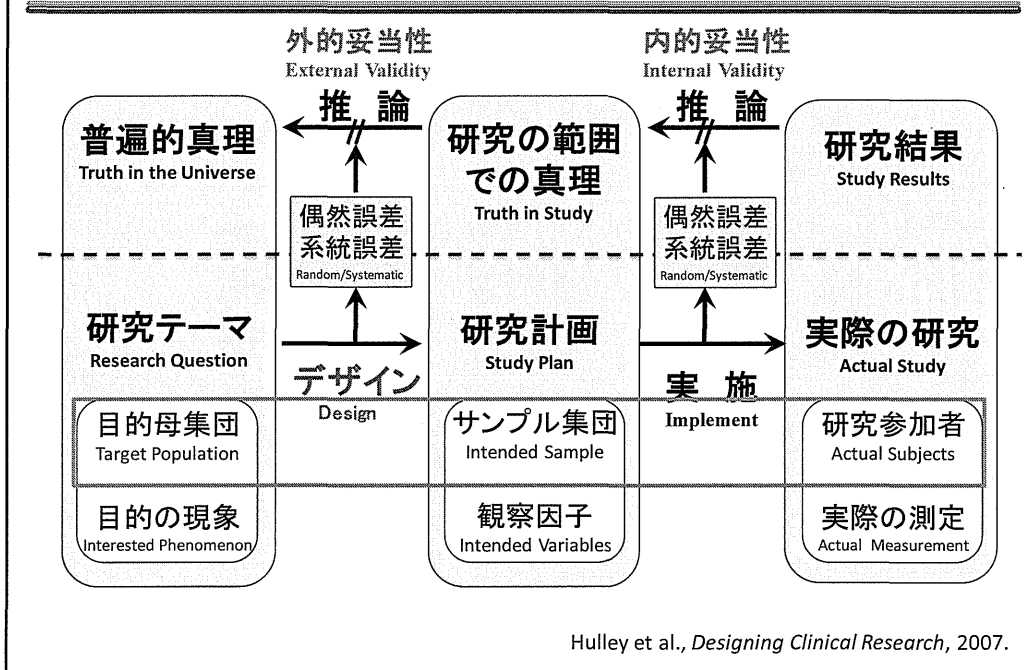 外的妥当性
External Validity
推 論
内的妥当性
Internal Validity
推 論
普遍的真理
Truth in the Universe
偶然誤差
系統誤差
Random/Systematic
研究の範囲
での真理
Truth in Study
偶然誤差
系統誤差
Random/Systematic
研究結果
Study Results
研究テーマ
Research Question
デザイン
Design
研究計画
Study Plan
実 施
Implement
実際の研究
Actual Study
目的母集団
Target Population
サンプル集団
Intended Sample
研究参加者
Actual Subjects
目的の現象
Interested Phenomenon
観察因子
Intended Variables
実際の測定
Actual Measurement
Hulley et al., Designing Clinical Research, 2007.